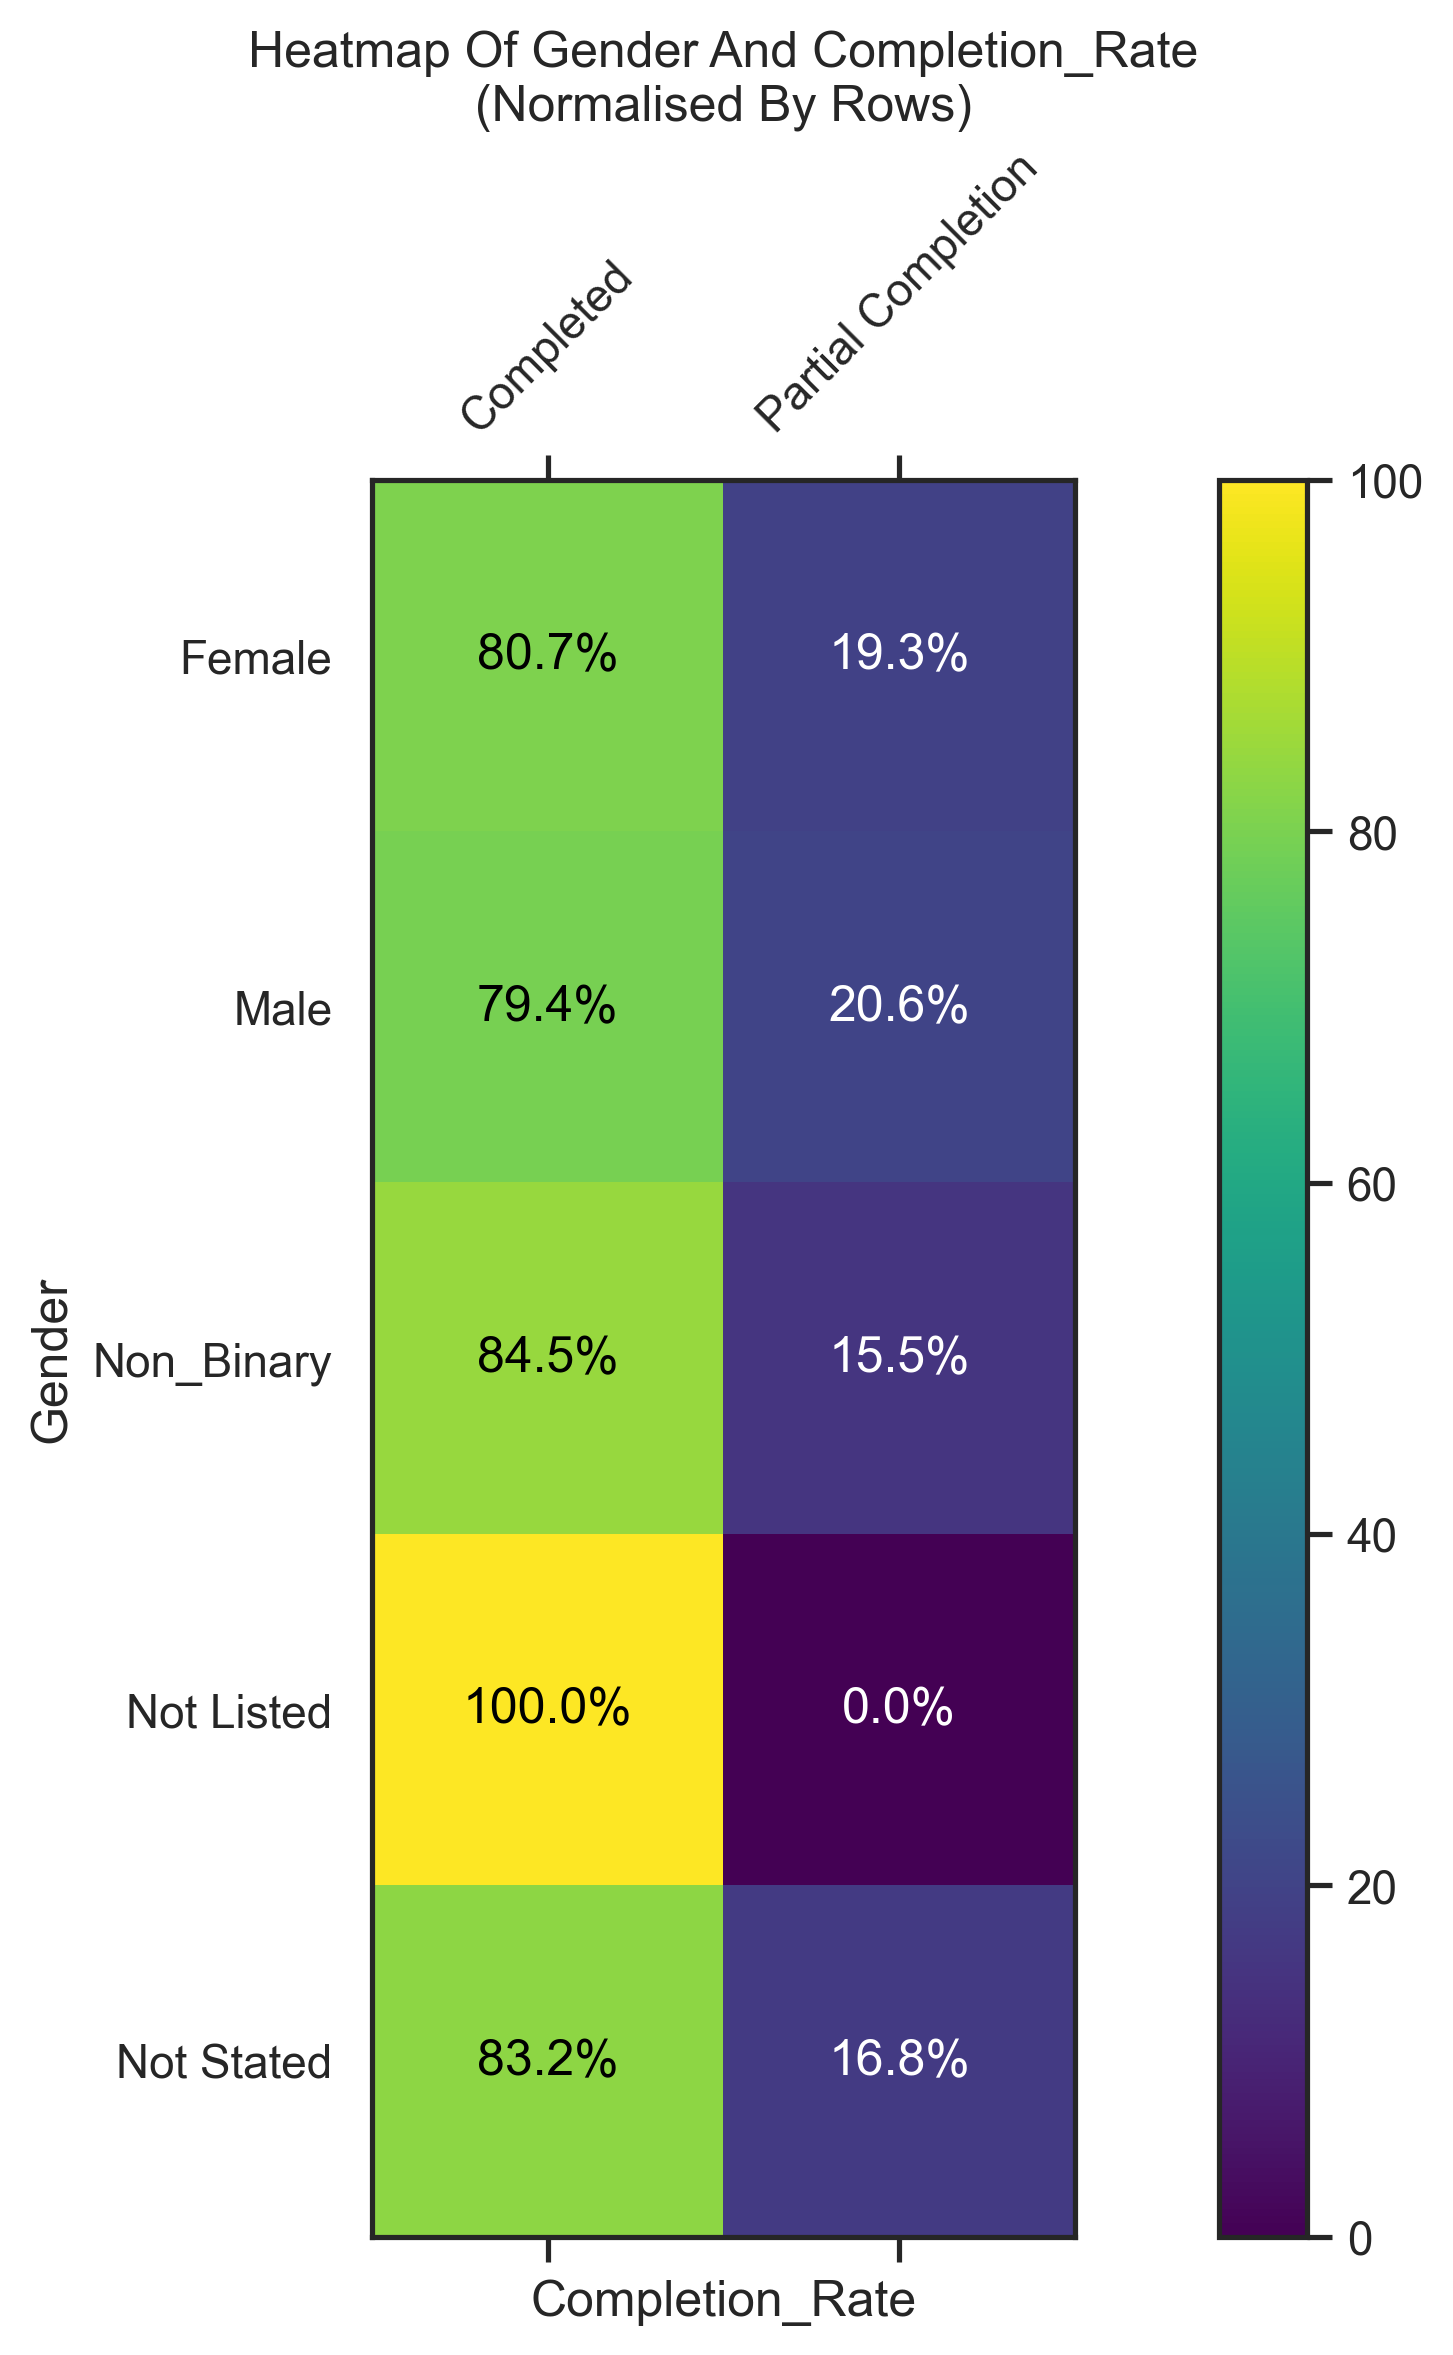 Heatmap Of Gender And Completion_Rate
(Normalised By Rows)
Completed
Partial Completion
Gender
Female
80.7%
19.3%
Male
79.4%
20.6%
Non_Binary
84.5%
15.5%
Not Listed
100.0%
0.0%
Not Stated
83.2%
16.8%
Completion_Rate
100
80
60
40
20
0